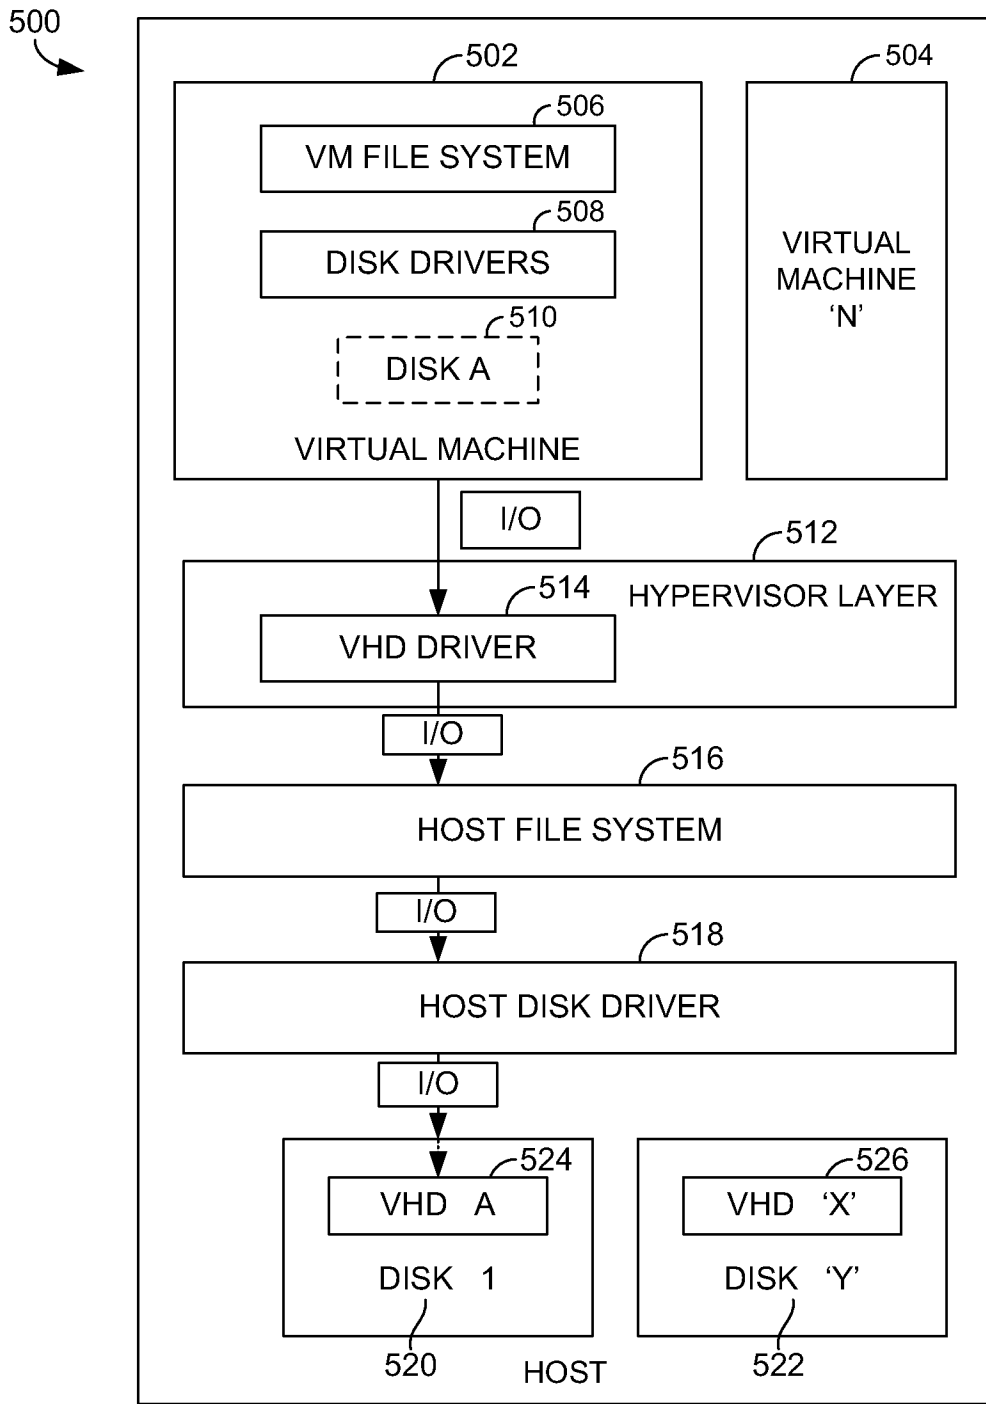 500
502
504
506
VM FILE SYSTEM
508
DISK DRIVERS
510
DISK A
VIRTUAL MACHINE
VIRTUAL
MACHINE
‘N’
I/O
512
HYPERVISOR LAYER
514
VHD DRIVER
I/O
516
HOST FILE SYSTEM
I/O
518
HOST DISK DRIVER
I/O
524
VHD A
DISK 1
520
526
VHD ‘X’
DISK ‘Y’
522
HOST